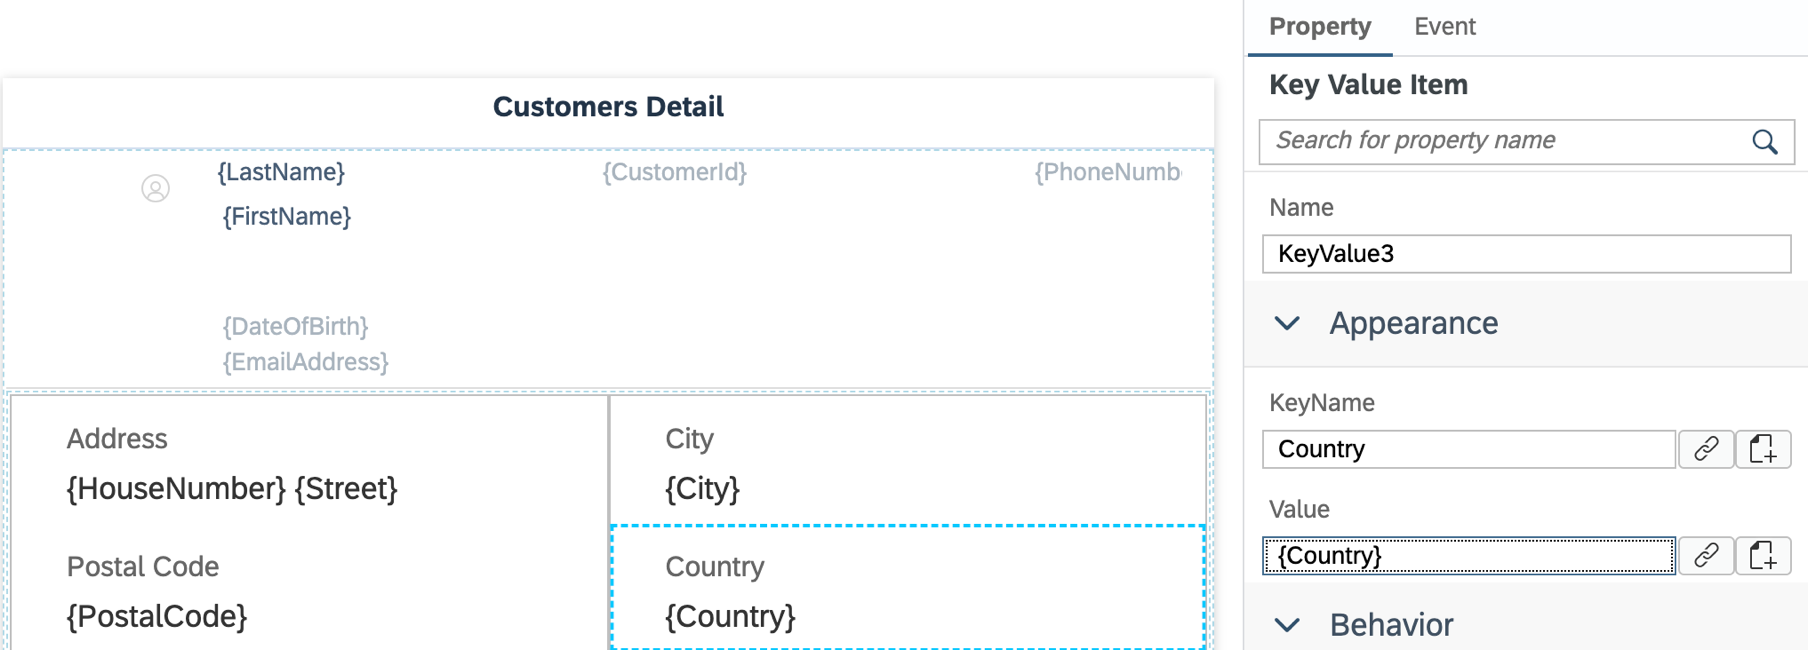 Customers Detail
{LastName}
{CustomerId}
{PhoneNumb
{FirstName}
{DateOfBirth}
{EmailAddress}
Address
City
{HouseNumber} {Street}
{City}
Postal Code
Country
{PostalCode}
{Country}
Property
Event
Key Value Item
Search for property name
Name
KeyValue3
Appearance
KeyName
Country
Value
{Country}
Behavior